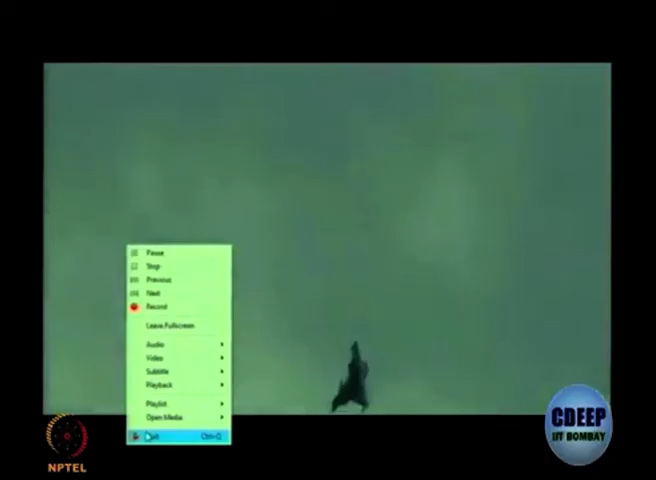 Pause
Stop
Previous
Next
Record
Leave Fullscreen
Audio
Video
Subtitle
Playback
Playlist
Open Media
Quit Ctrl+Q
CDEEP
IIT BOMBAY
NPTEL